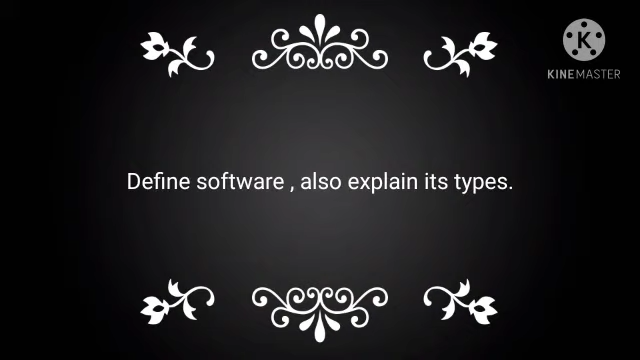 KINEMASTER
Define software , also explain its types.